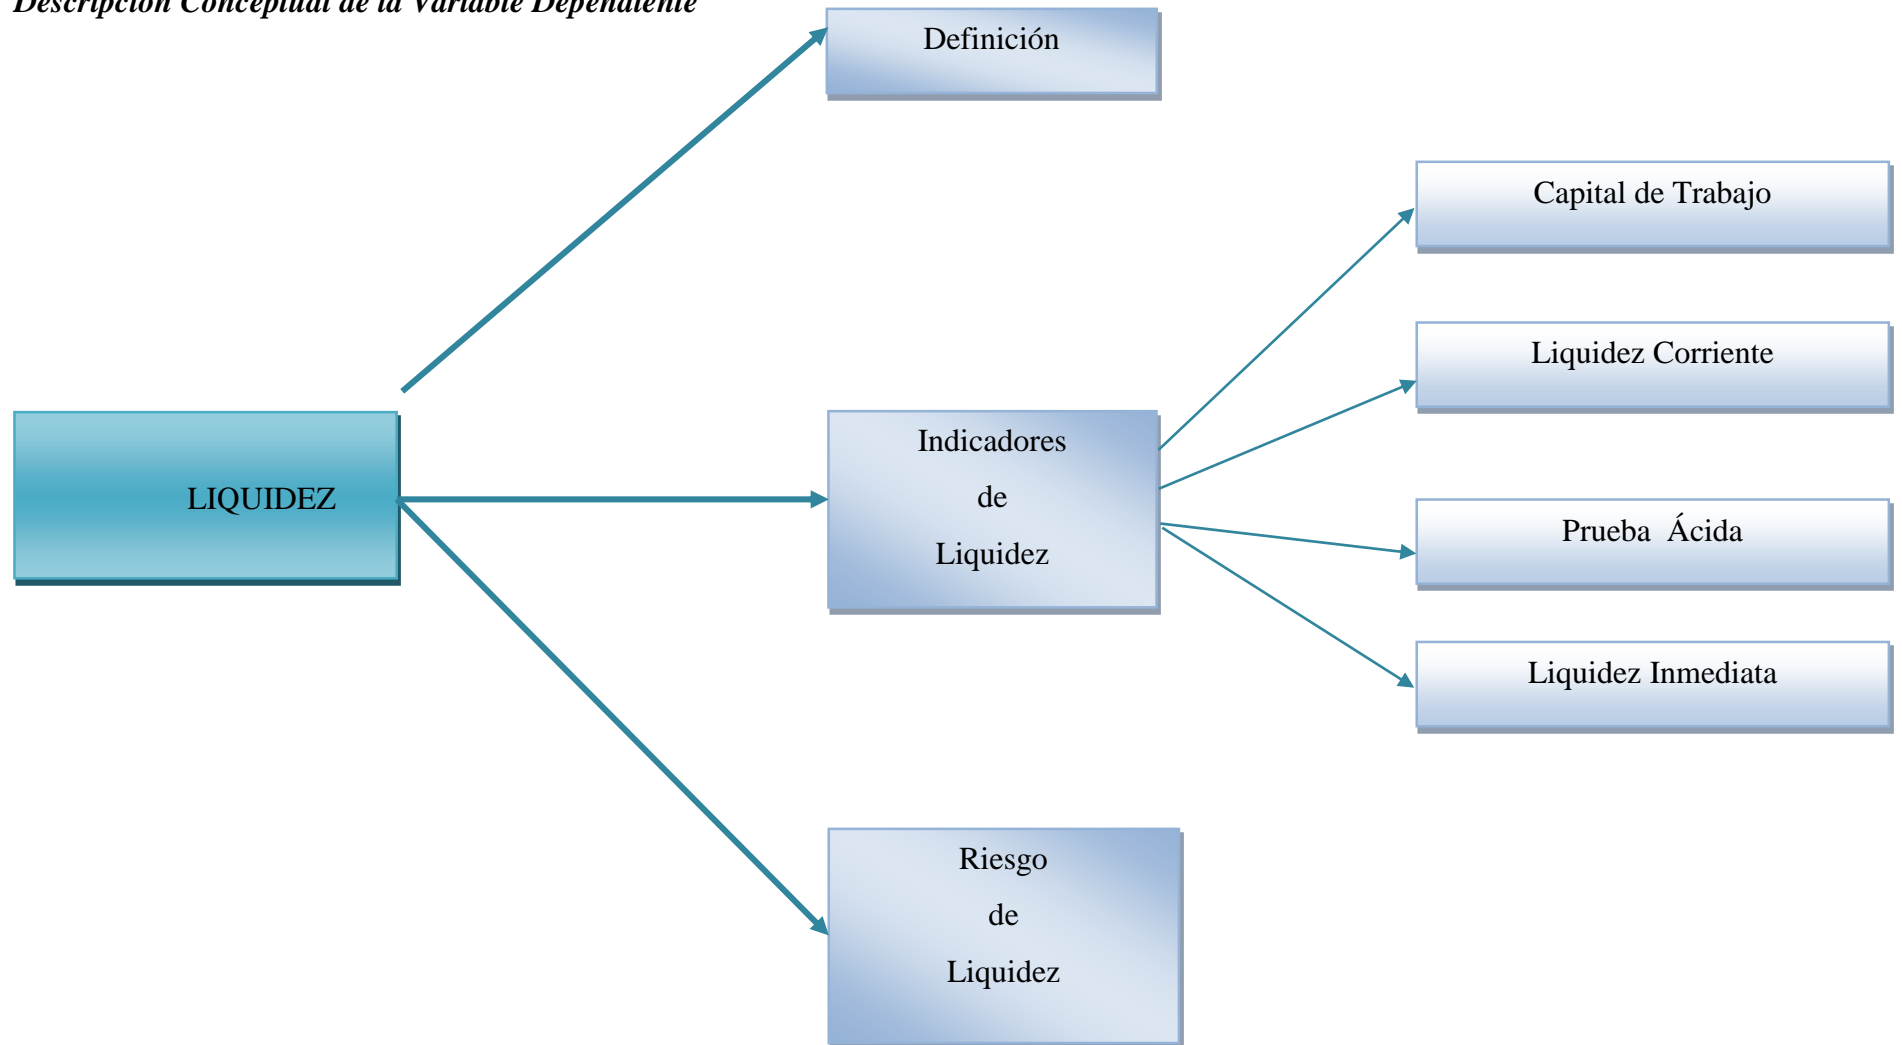 Descripción Conceptual de la Variable Dependiente
Definición
Capital de Trabajo
Liquidez Corriente
LIQUIDEZ
Indicadores
de
Liquidez
Prueba  Ácida
Liquidez Inmediata
Riesgo
de
Liquidez